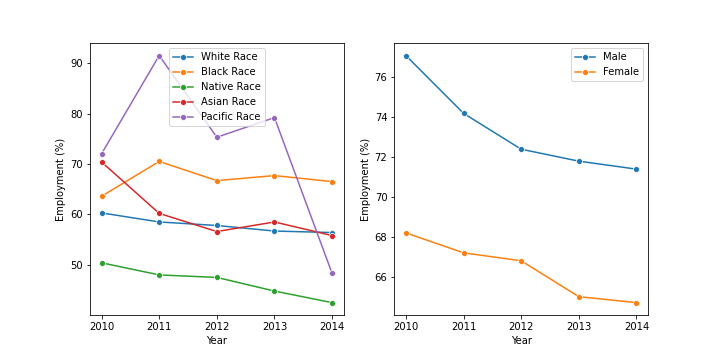 90
80
70
60
50
Employment (%)
2010 2011 2012 2013 2014
Year
White Race
Black Race
Native Race
Asian Race
Pacific Race
76
74
72
70
68
66
Employment (%)
2010 2011 2012 2013 2014
Year
Male
Female